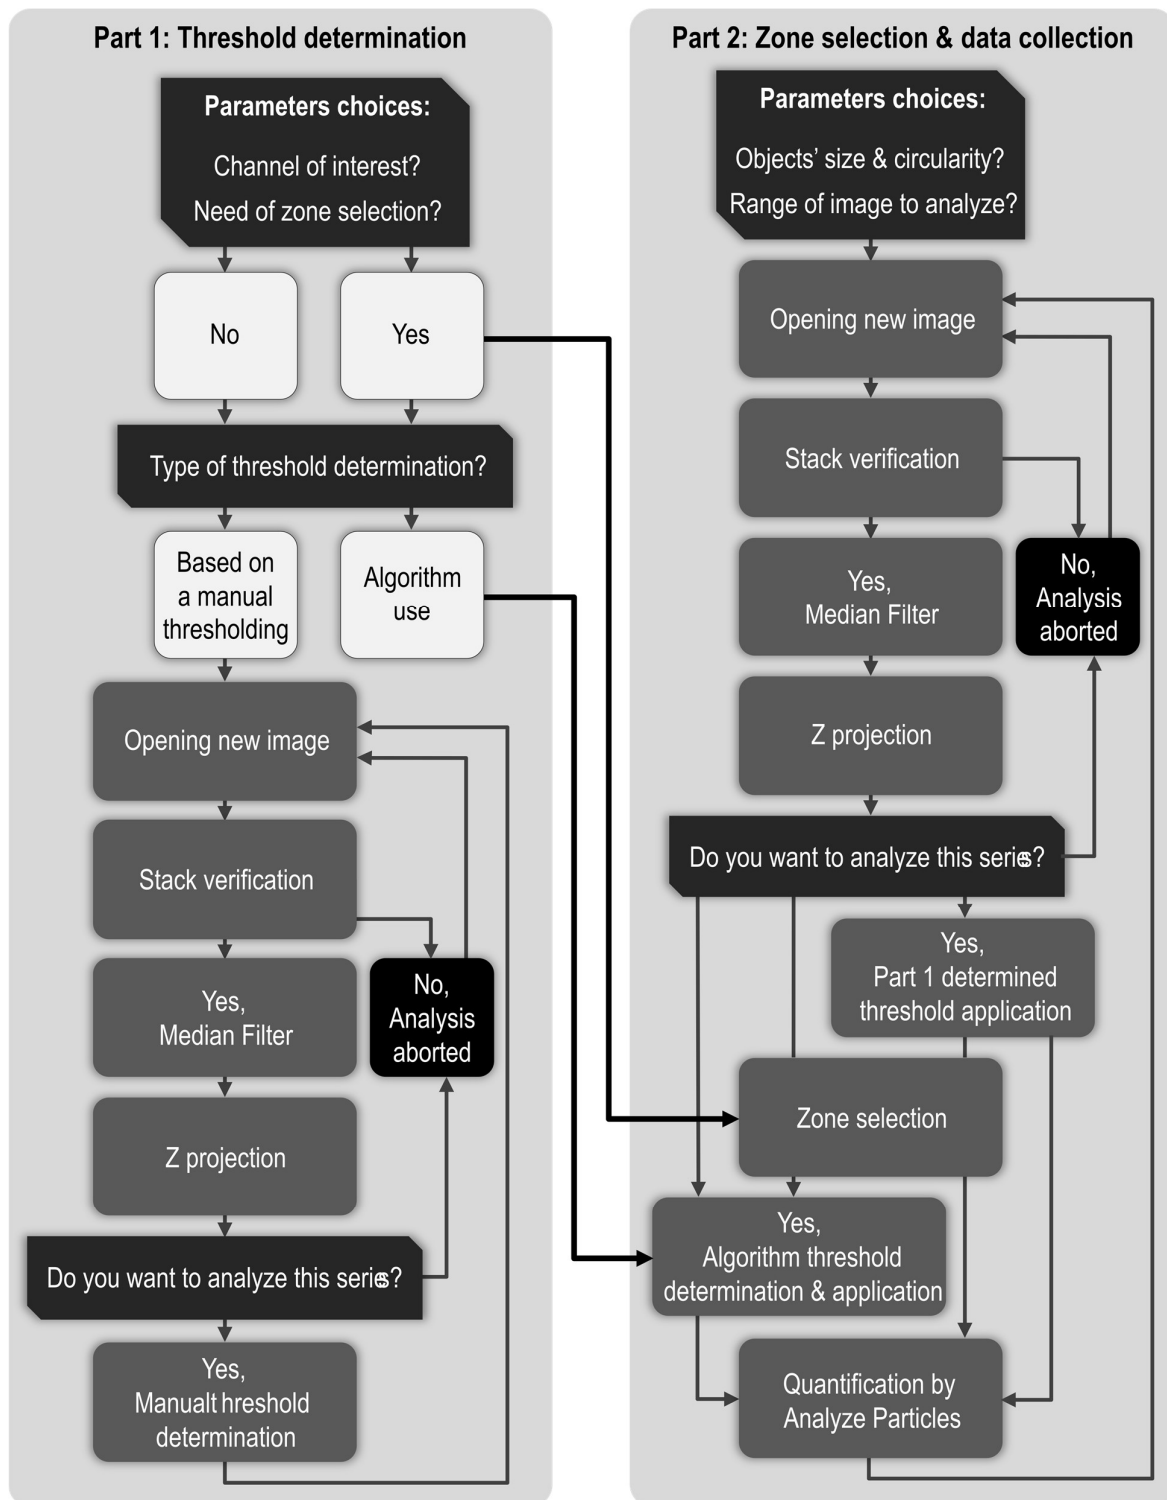 Part 1: Threshold determination
Parameters choices:
Channel of interest?
Need of zone selection?
No
Yes
Type of threshold determination?
Based on
a manual
thresholding
Algorithm
use
Opening new image
Stack verification
Yes,
Median Filter
No,
Analysis
aborted
Z projection
Do you want to analyze this series?
Yes,
Manualt hreshold
determination
Part 2: Zone selection & data collection
Parameters choices:
Objects' size & circularity?
Range of image to analyze?
Opening new image
Stack verification
Yes,
Median Filter
No,
Analysis
aborted
Z projection
Do you want to analyze this series?
Yes,
Part 1 determined
threshold application
Zone selection
Yes,
Algorithm threshold
determination & application
Quantification by
Analyze Particles